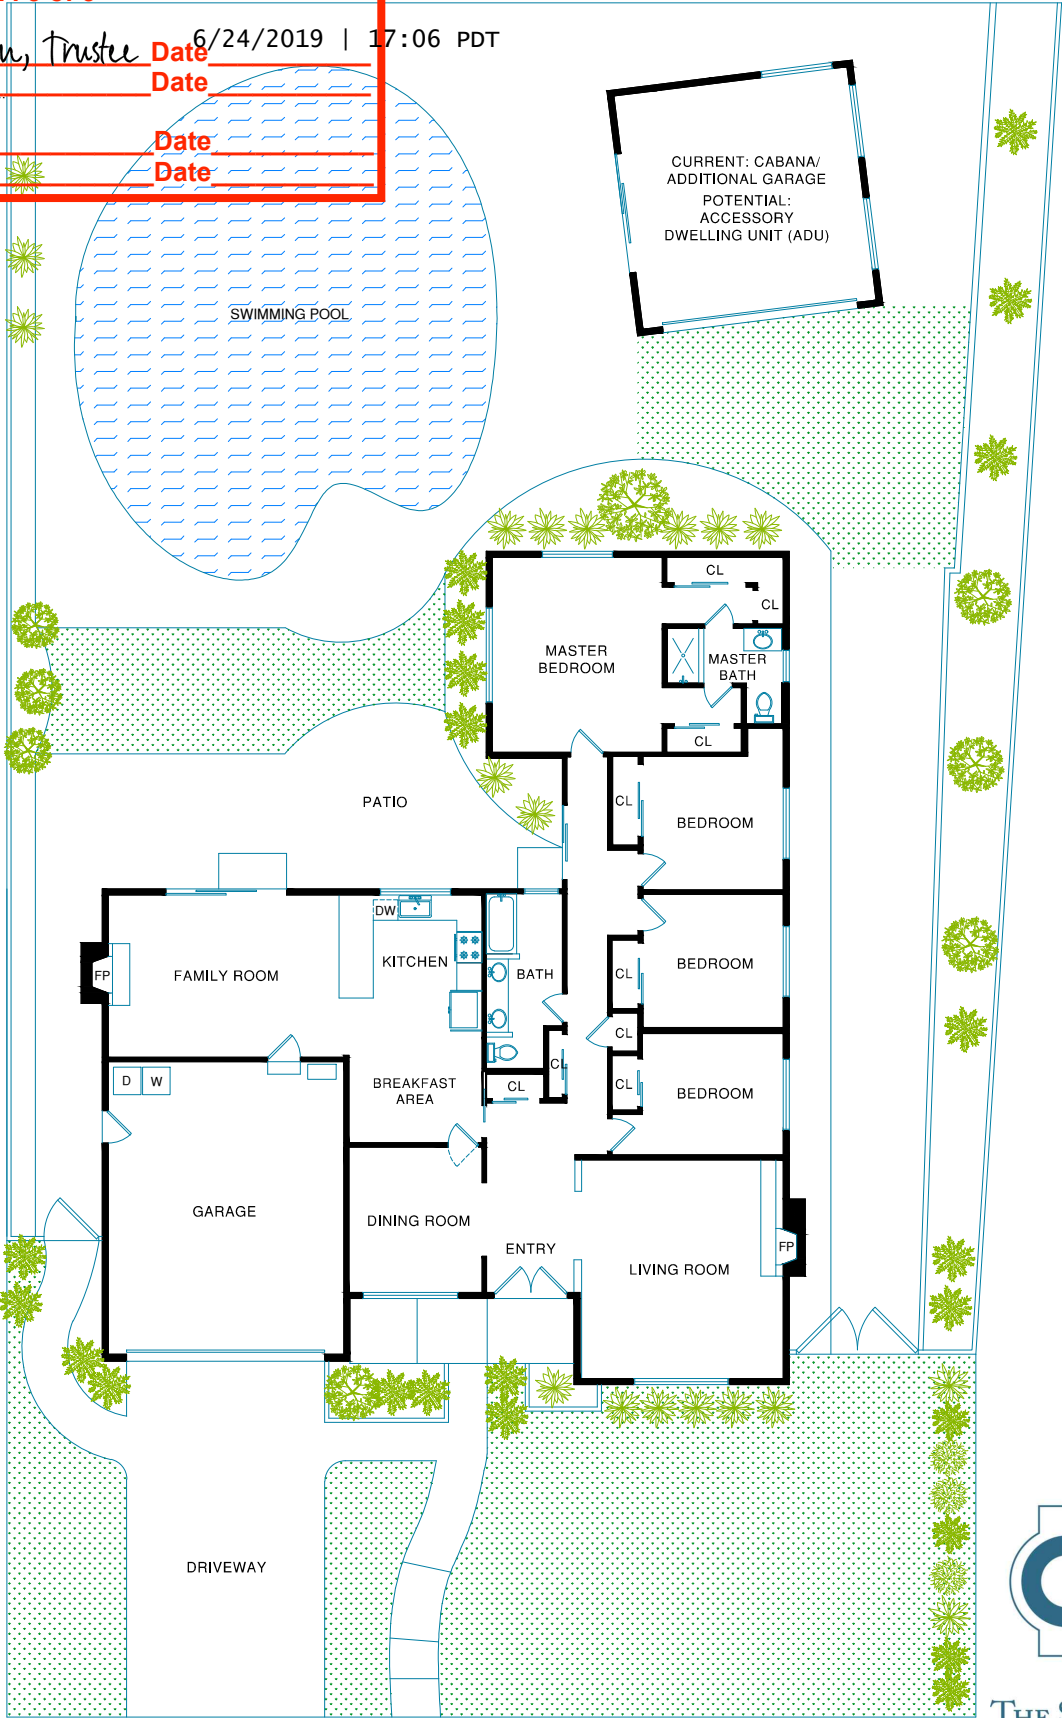 Trustee Date 6/24/2019 | 17:06 PDT
Date
Date
Date
CURRENT: CABANA/
ADDITIONAL GARAGE
POTENTIAL:
ACCESSORY
DWELLING UNIT (ADU)
SWIMMING POOL
CL
CL
MASTER
BEDROOM
MASTER
BATH
CL
PATIO
CL
BEDROOM
DW
KITCHEN
FP
FAMILY ROOM
BATH
CL
BEDROOM
CL
CL
D W
BREAKFAST
AREA
CL
CL
BEDROOM
GARAGE
DINING ROOM
ENTRY
LIVING ROOM
FP
DRIVEWAY
THE